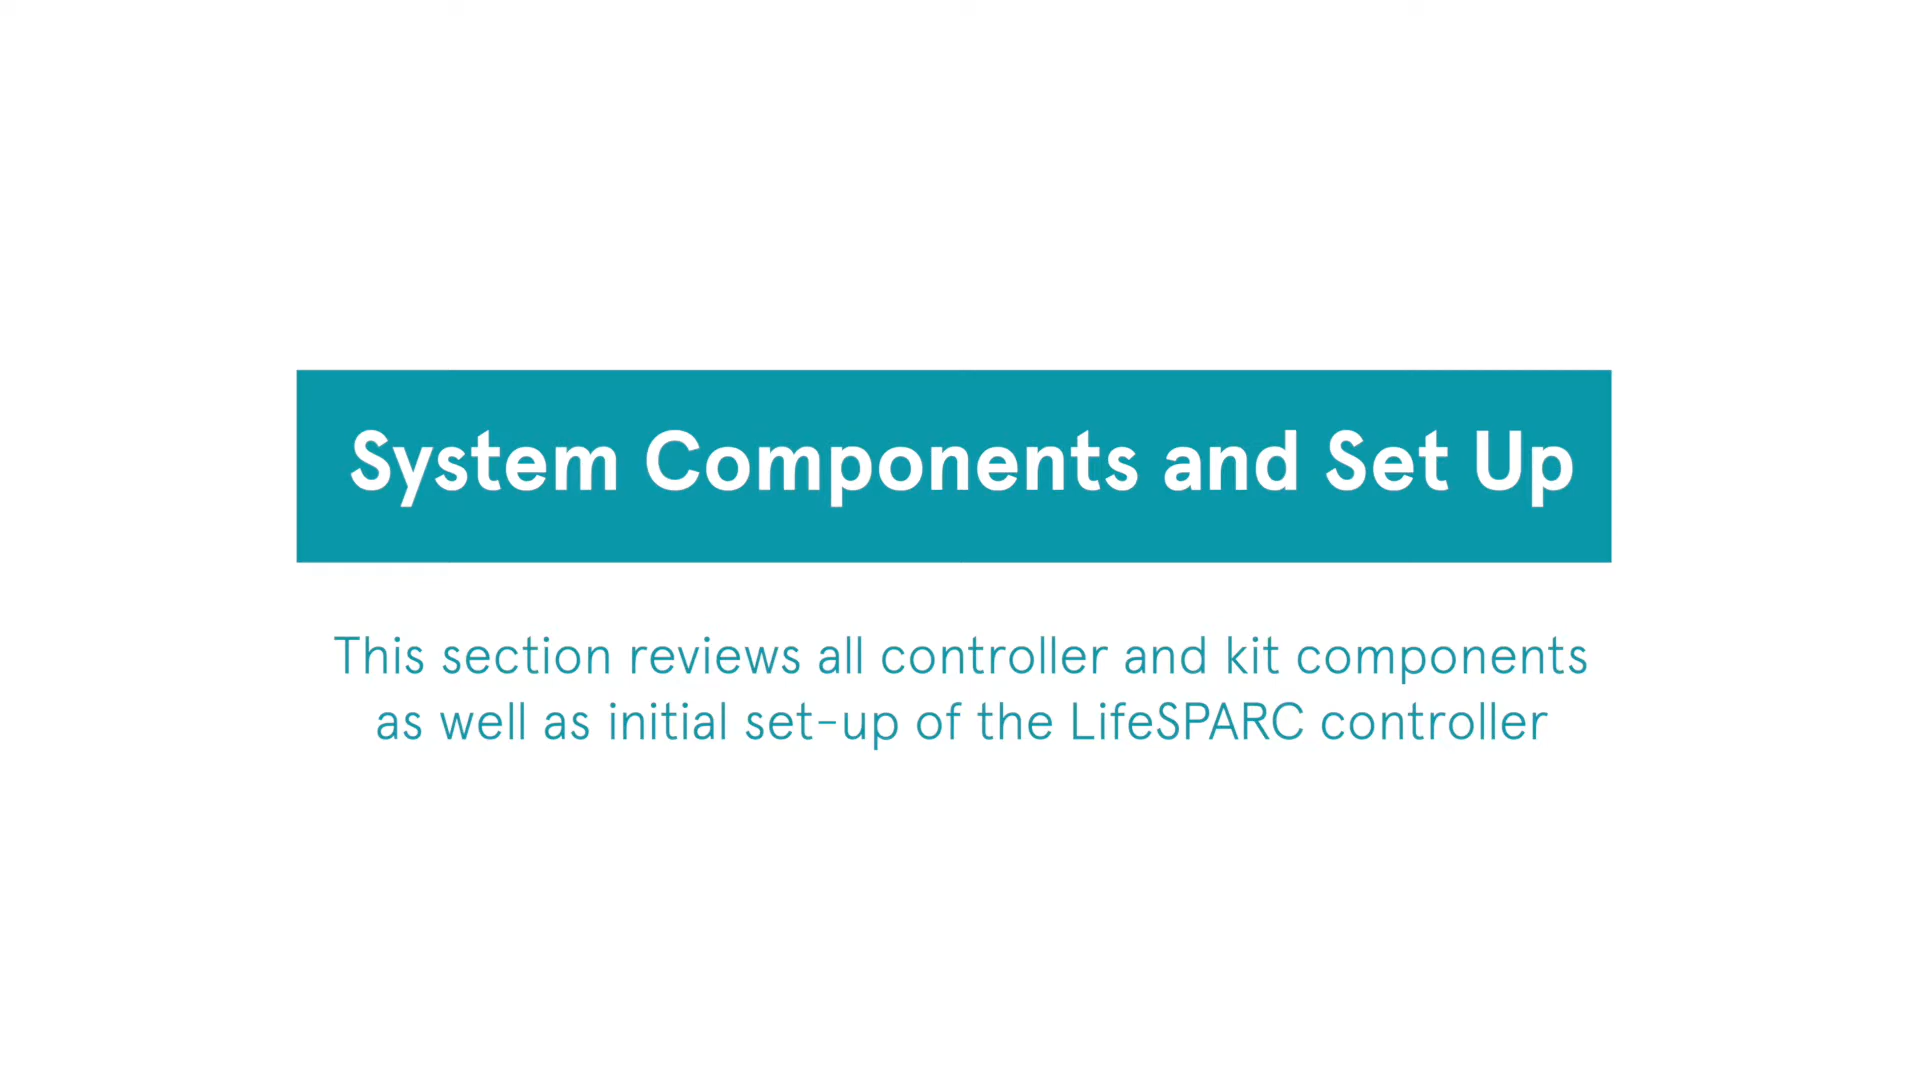 System Components and Set Up
This section reviews all controller and kit components
as well as initial set-up of the LifeSPARC controller